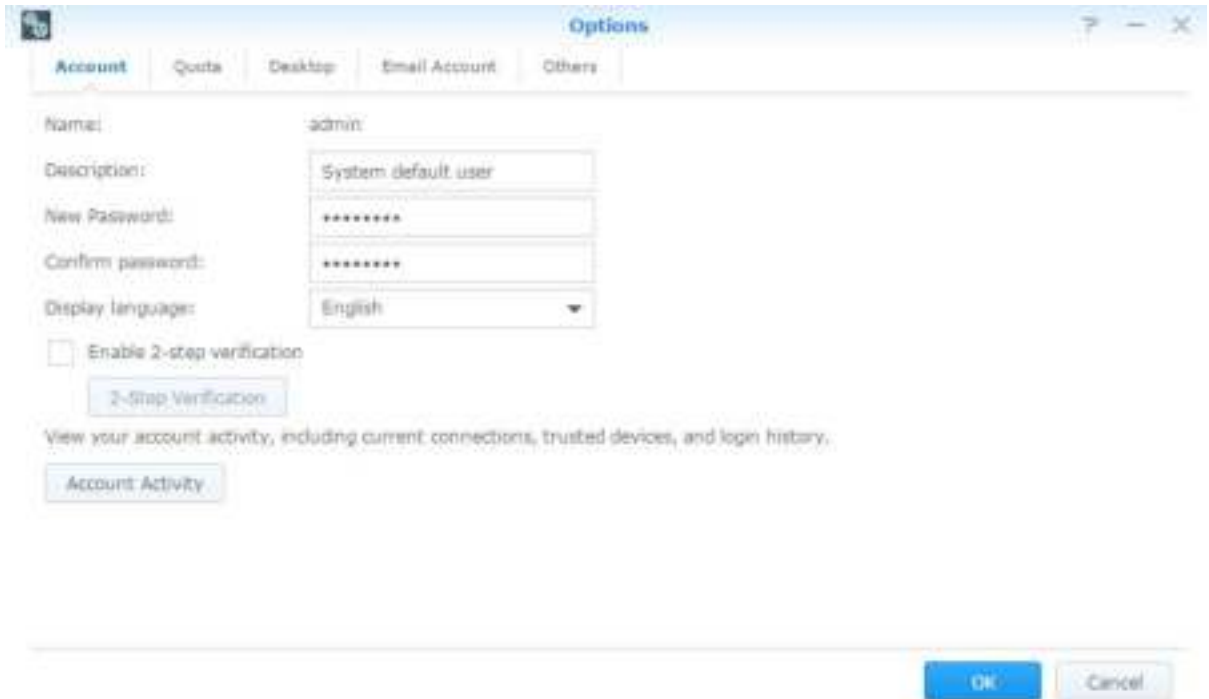 Options
? — ×
Account Quota Desktop Email Account Others
Name: admin
Description: System default user
New Password: ••••••••
Confirm password: ••••••••
Display language: English
Enable 2-step verification
2-Step Verification
View your account activity, including current connections, trusted devices, and login history.
Account Activity
OK Cancel